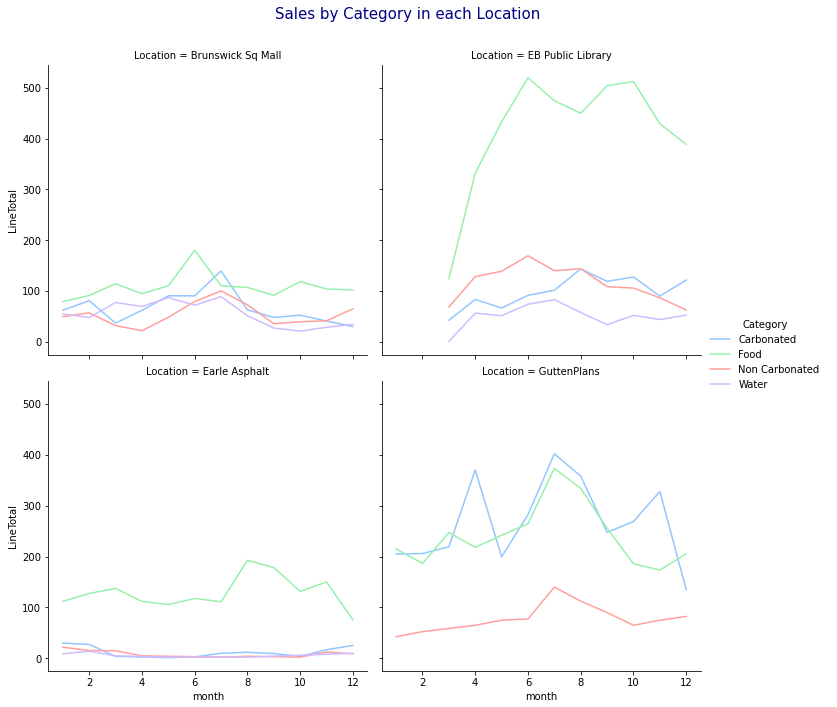 Sales by Category in each Location
Location = Brunswick Sq Mall
Location = EB Public Library
500
400
300
200
100
0
LineTotal
Category
Carbonated
Food
Non Carbonated
Water
Location = Earle Asphalt
Location = GuttenPlans
500
400
300
200
100
0
LineTotal
2 4 6 8 10 12
2 4 6 8 10 12
month
month